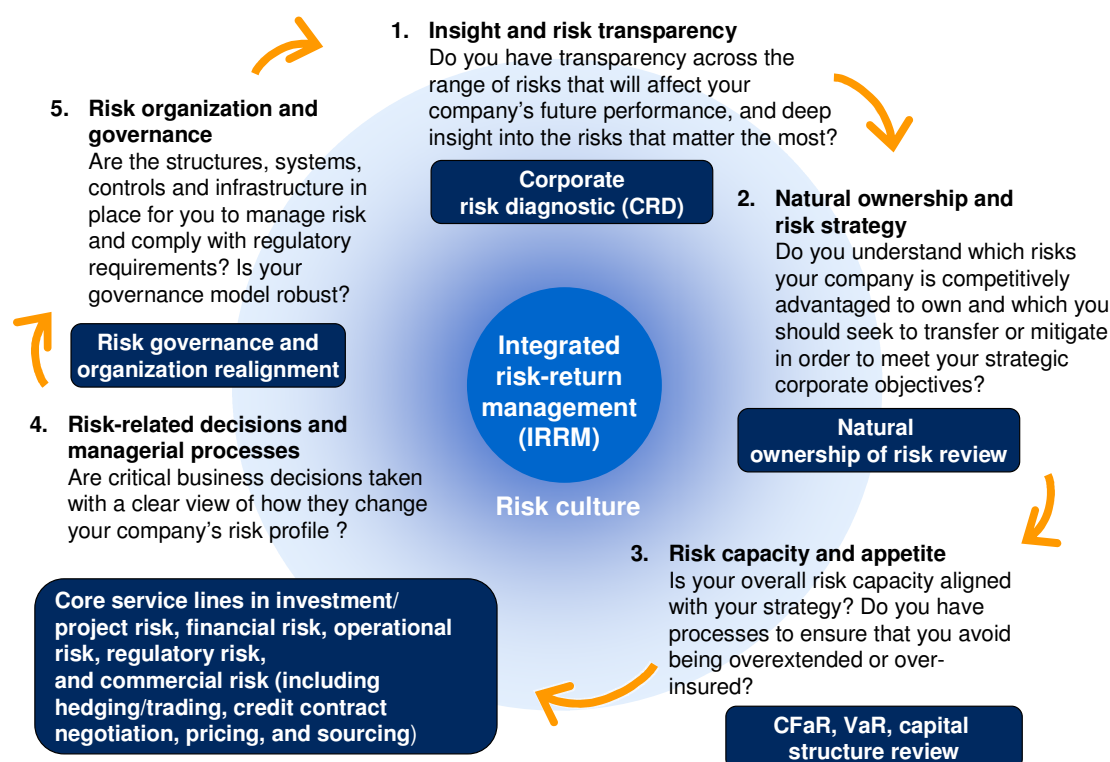 1. Insight and risk transparency
Do you have transparency across the
range of risks that will affect your
company’s future performance, and deep
insight into the risks that matter the most?
Corporate
risk diagnostic (CRD)
2. Natural ownership and
risk strategy
Do you understand which risks
your company is competitively
advantaged to own and which you
should seek to transfer or mitigate
in order to meet your strategic
corporate objectives?
Natural
ownership of risk review
3. Risk capacity and appetite
Is your overall risk capacity aligned
with your strategy? Do you have
processes to ensure that you avoid
being overextended or over-
insured?
CFaR, VaR, capital
structure review
4. Risk-related decisions and
managerial processes
Are critical business decisions taken
with a clear view of how they change
your company’s risk profile ?
Core service lines in investment/
project risk, financial risk, operational
risk, regulatory risk,
and commercial risk (including
hedging/trading, credit contract
negotiation, pricing, and sourcing)
5. Risk organization and
governance
Are the structures, systems,
controls and infrastructure in
place for you to manage risk
and comply with regulatory
requirements? Is your
governance model robust?
Risk governance and
organization realignment
Integrated
risk-return
management
(IRRM)
Risk culture